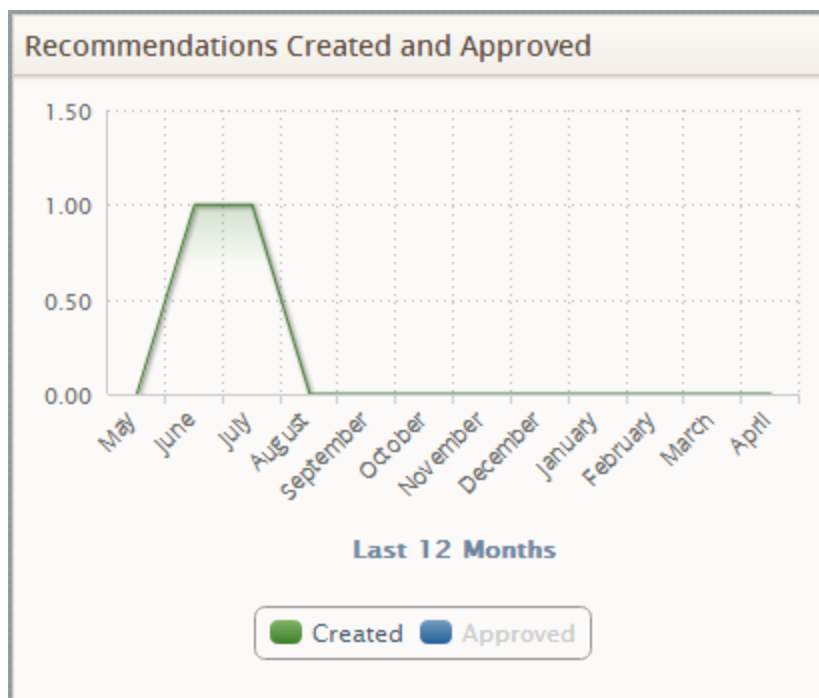 Recommendations Created and Approved
1.50
1.00
0.50
0.00
May June July August September October November December January February March April
Last 12 Months
Created Approved